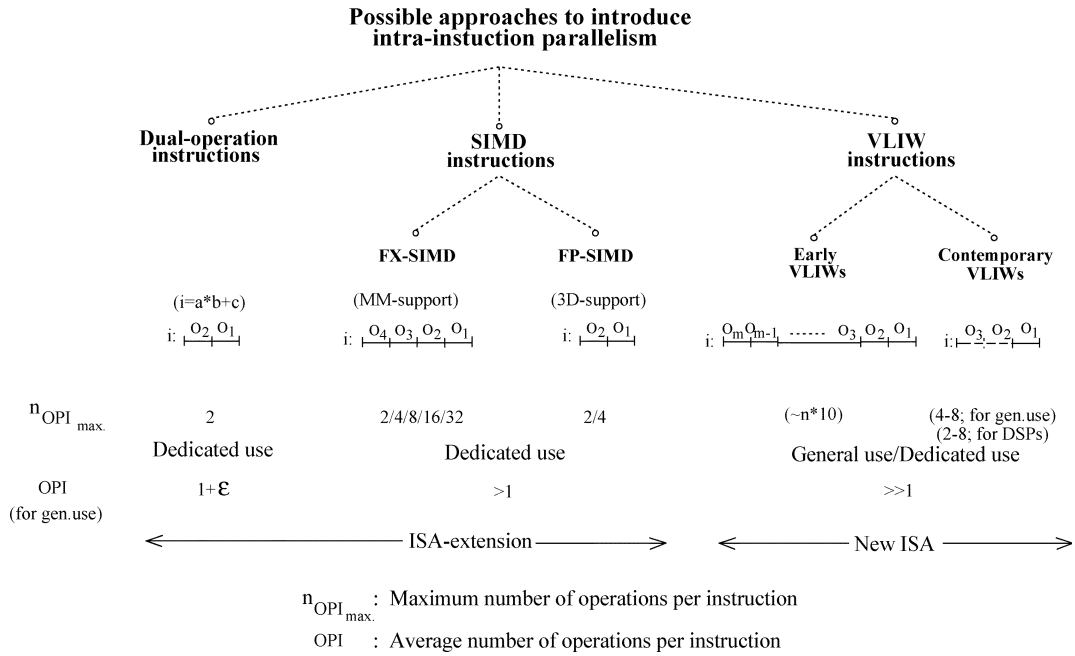 Possible approaches to introduce
intra-instuction parallelism
Dual-operation
instructions
SIMD
instructions
VLIW
instructions
FX-SIMD
FP-SIMD
Early
VLIWs
Contemporary
VLIWs
(i=a*b+c)
(MM-support)
(3D-support)
i: O2 O1
i: O4 O3 O2 O1
i: O2 O1
i: Om Om-1 ...... O3 O2 O1
i: O3 O2 O1
nOPI max.
2
2/4/8/16/32
2/4
(~n*10)
(4-8; for gen.use)
(2-8; for DSPs)
Dedicated use
Dedicated use
General use/Dedicated use
OPI
(for gen.use)
1+ε
>1
>>1
ISA-extension
New ISA
nOPI max. : Maximum number of operations per instruction
OPI : Average number of operations per instruction